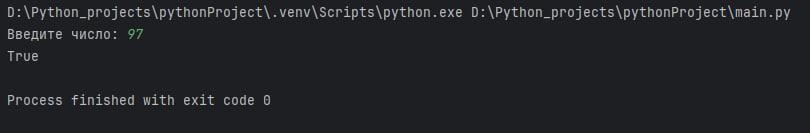 D:\Python_projects\pythonProject\.venv\Scripts\python.exe D:\Python_projects\pythonProject\main.py
Введите число: 97
True
Process finished with exit code 0